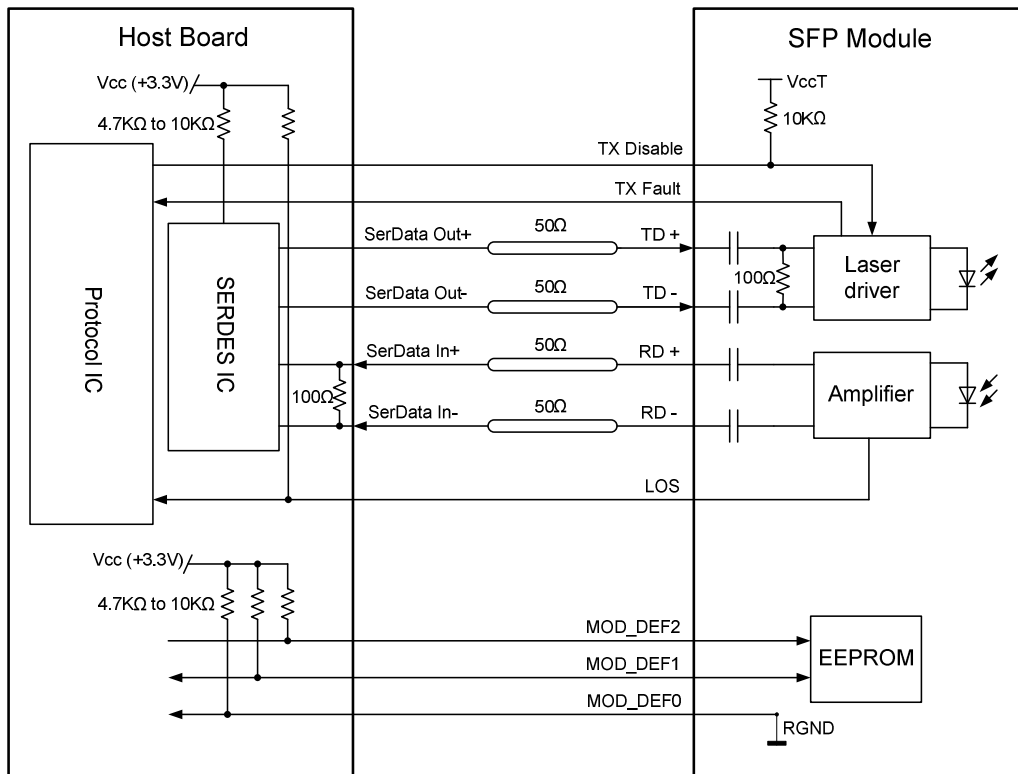 Host Board
SFP Module
Vcc (+3.3V)
VccT
4.7KΩ to 10KΩ
10KΩ
TX Disable
TX Fault
SerData Out+
50Ω
TD +
SerData Out-
50Ω
TD -
100Ω
Laser
driver
Protocol IC
SERDES IC
SerData In+
50Ω
RD +
100Ω
SerData In-
50Ω
RD -
Amplifier
LOS
Vcc (+3.3V)
4.7KΩ to 10KΩ
MOD_DEF2
MOD_DEF1
MOD_DEF0
EEPROM
RGND